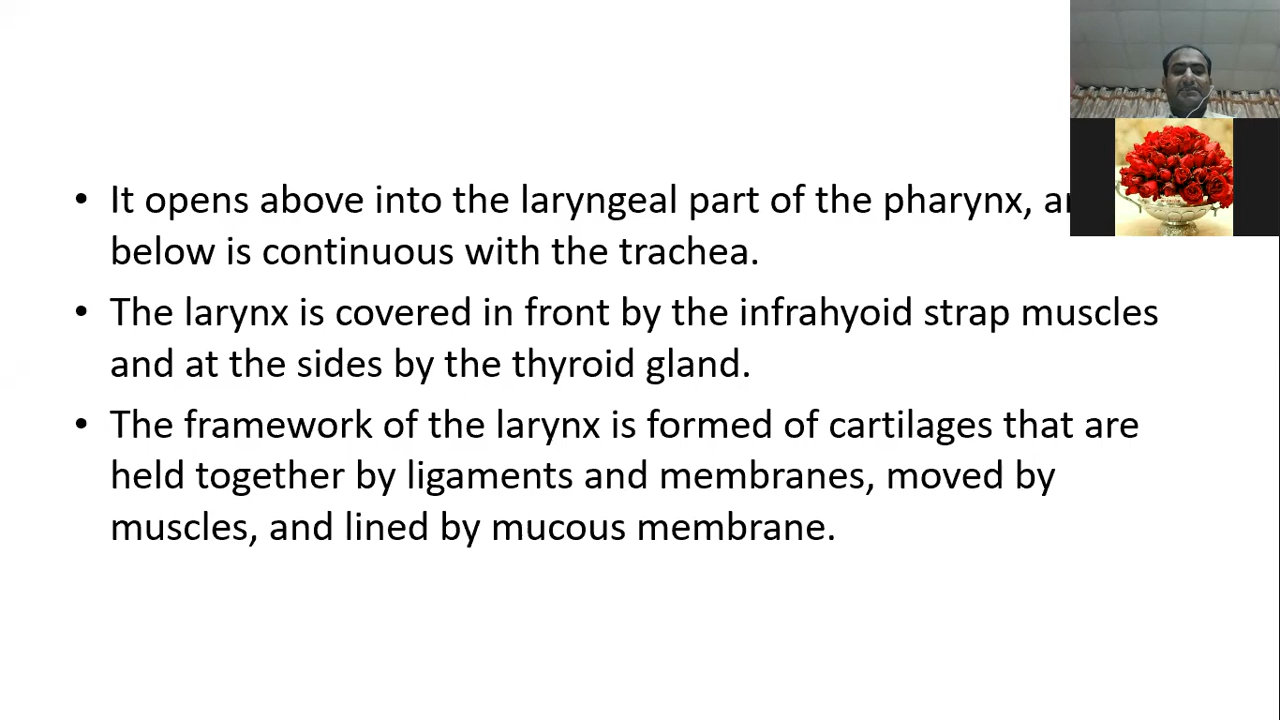 • It opens above into the laryngeal part of the pharynx,
below is continuous with the trachea.
• The larynx is covered in front by the infrahyoid strap muscles
and at the sides by the thyroid gland.
• The framework of the larynx is formed of cartilages that are
held together by ligaments and membranes, moved by
muscles, and lined by mucous membrane.